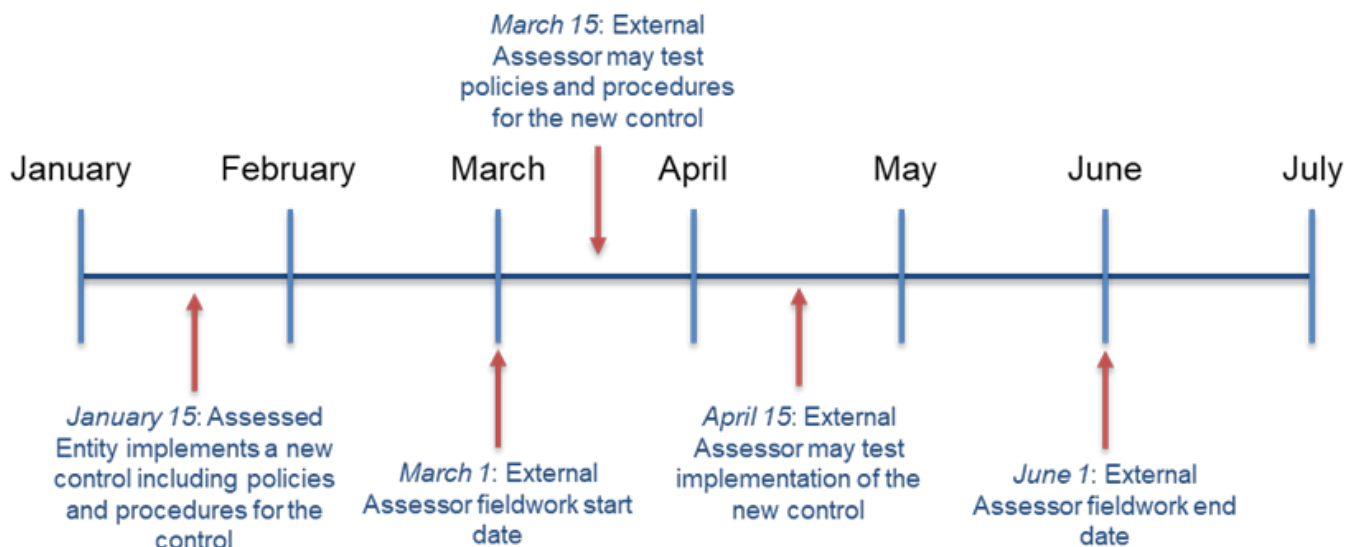 March 15: External
Assessor may test
policies and procedures
for the new control
January February March April May June July
January 15: Assessed
Entity implements a new
control including policies
and procedures for the
control
March 1: External
Assessor fieldwork start
date
April 15: External
Assessor may test
implementation of the
new control
June 1: External
Assessor fieldwork end
date